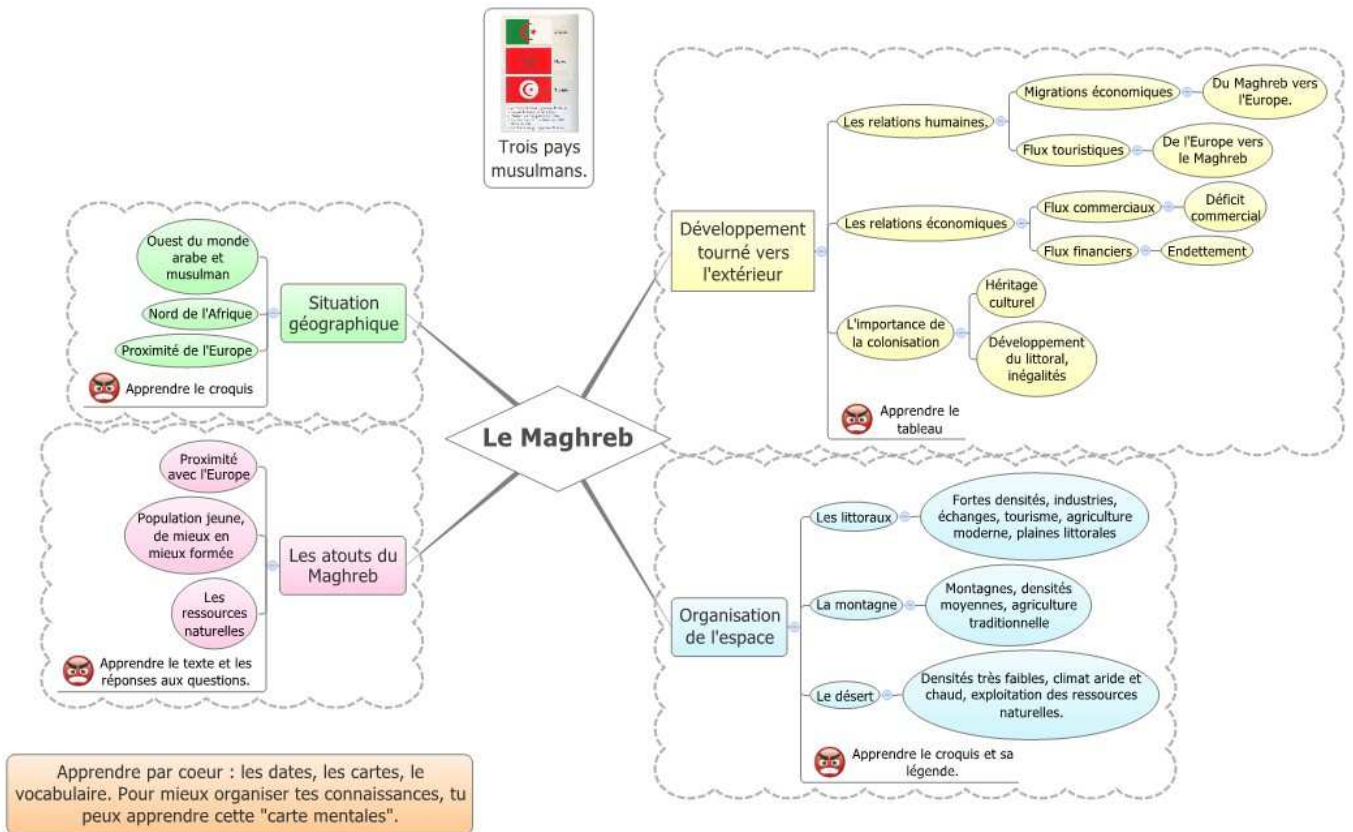 Trois pays
musulmans.
Ouest du monde
arabe et
musulman
Nord de l'Afrique
Proximité de l'Europe
Apprendre le croquis
Situation
géographique
Proximité
avec l'Europe
Population jeune,
de mieux en
mieux formée
Les
ressources
naturelles
Apprendre le texte et les
réponses aux questions.
Les atouts du
Maghreb
Le Maghreb
Développement
tourné vers
l'extérieur
Les relations humaines.
Migrations économiques
Du Maghreb vers
l'Europe.
Flux touristiques
De l'Europe vers
le Maghreb
Les relations économiques
Flux commerciaux
Déficit
commercial
Flux financiers
Endettement
L'importance de
la colonisation
Héritage
culturel
Développement
du littoral,
inégalités
Apprendre le
tableau
Organisation
de l'espace
Les littoraux
Fortes densités, industries,
échanges, tourisme, agriculture
moderne, plaines littorales
La montagne
Montagnes, densités
moyennes, agriculture
traditionnelle
Le désert
Densités très faibles, climat aride et
chaud, exploitation des ressources
naturelles.
Apprendre le croquis et sa
légende.
Apprendre par coeur : les dates, les cartes, le
vocabulaire. Pour mieux organiser tes connaissances, tu
peux apprendre cette "carte mentales".